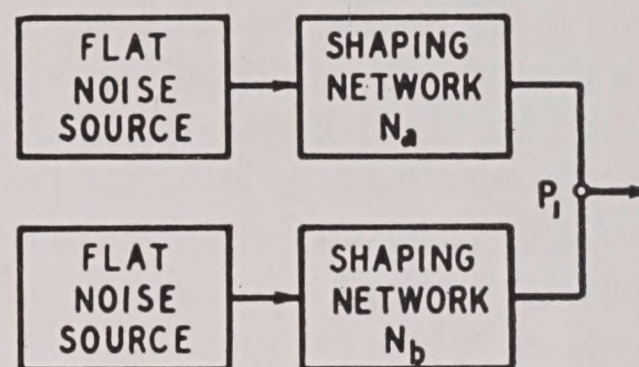 FLAT
NOISE
SOURCE
SHAPING
NETWORK
Na
P1
FLAT
NOISE
SOURCE
SHAPING
NETWORK
Nb